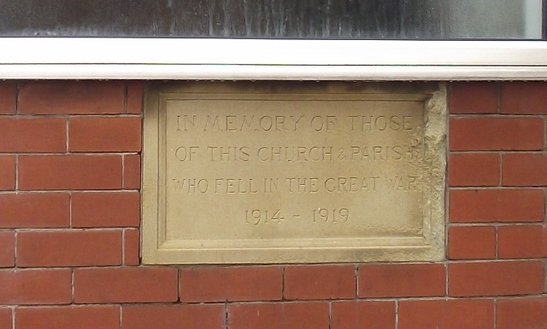 IN MEMORY OF THOSE
OF THIS CHURCH & PARISH
WHO FELL IN THE GREAT WAR
1914 - 1919